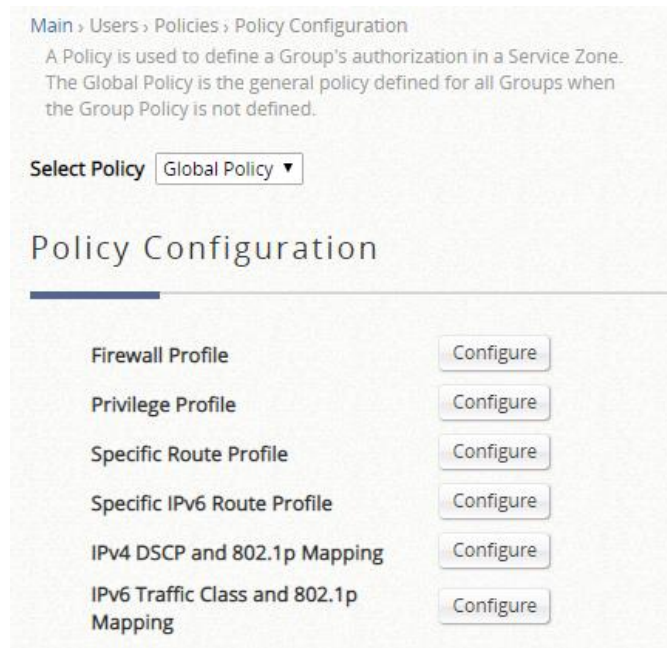 Main › Users › Policies › Policy Configuration
A Policy is used to define a Group's authorization in a Service Zone.
The Global Policy is the general policy defined for all Groups when
the Group Policy is not defined.
Select Policy Global Policy ▼
Policy Configuration
Firewall Profile Configure
Privilege Profile Configure
Specific Route Profile Configure
Specific IPv6 Route Profile Configure
IPv4 DSCP and 802.1p Mapping Configure
IPv6 Traffic Class and 802.1p
Mapping Configure